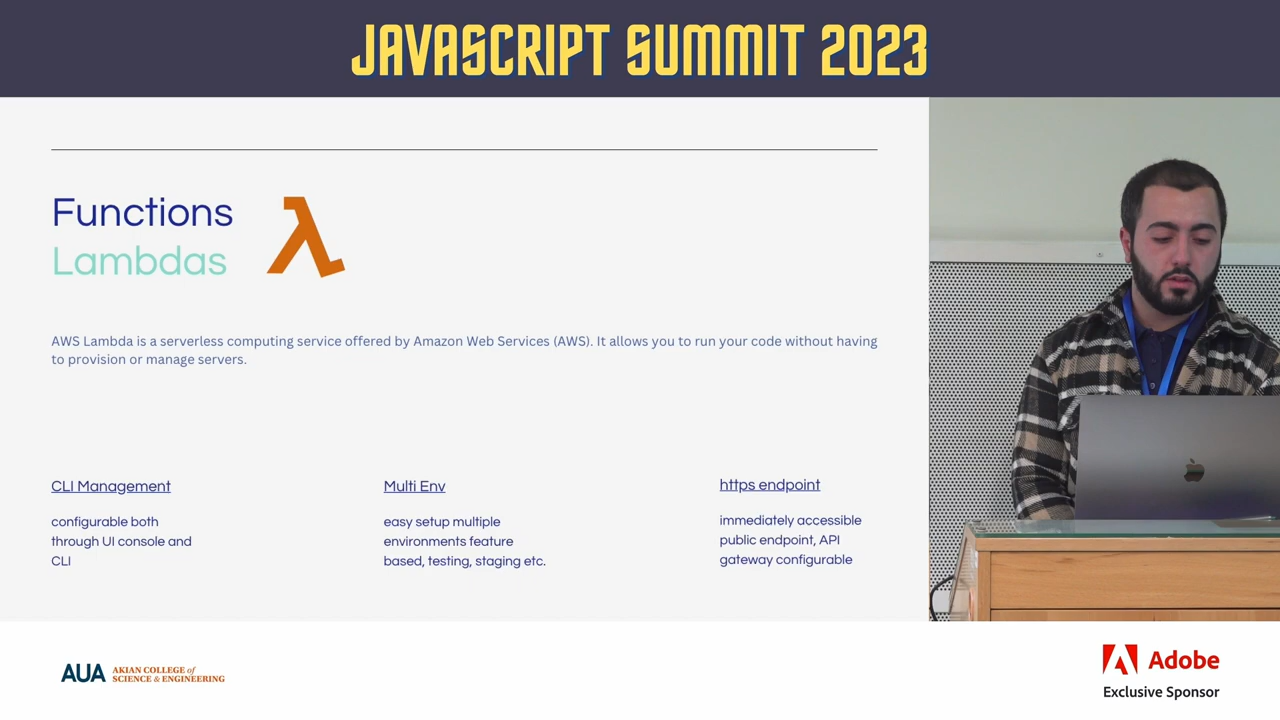 JAVASCRIPT SUMMIT 2023
Functions
Lambdas
AWS Lambda is a serverless computing service offered by Amazon Web Services (AWS). It allows you to run your code without having
to provision or manage servers.
CLI Management
configurable both
through UI console and
CLI
Multi Env
easy setup multiple
environments feature
based, testing, staging etc.
https endpoint
immediately accessible
public endpoint, API
gateway configurable
AUA AKIAN COLLEGE of
SCIENCE & ENGINEERING
Adobe
Exclusive Sponsor